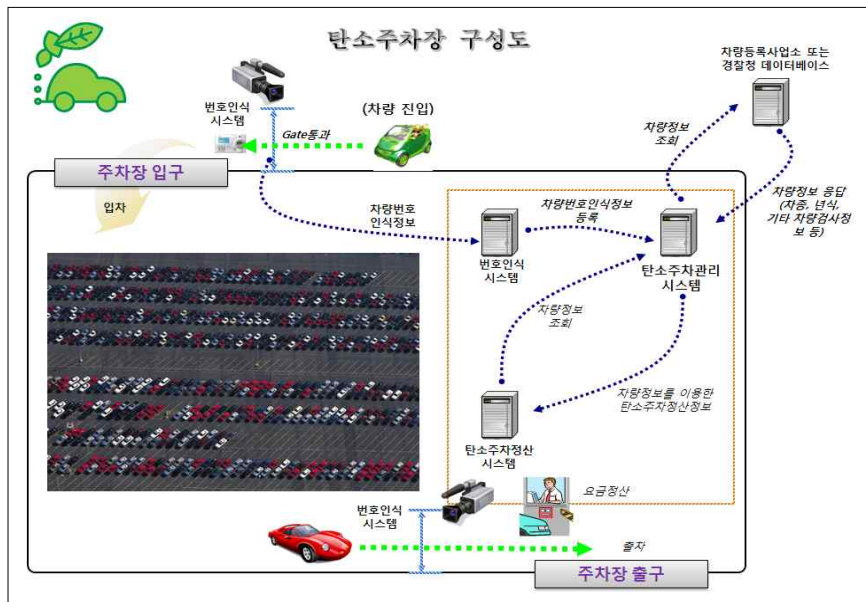 탄소주차장 구성도
차량등록사업소 또는
경찰청 데이터베이스
번호인식
시스템
(차량 진입)
Gate통과
차량정보
조회
주차장 입구
입차
차량번호
인식정보
차량번호인식정보
등록
차량정보 응답
(차종, 년식,
기타 차량검사정
보 등)
번호인식
시스템
탄소주차관리
시스템
차량정보
조회
차량정보를 이용한
탄소주차정산정보
탄소주차정산
시스템
번호인식
시스템
요금정산
출차
주차장 출구